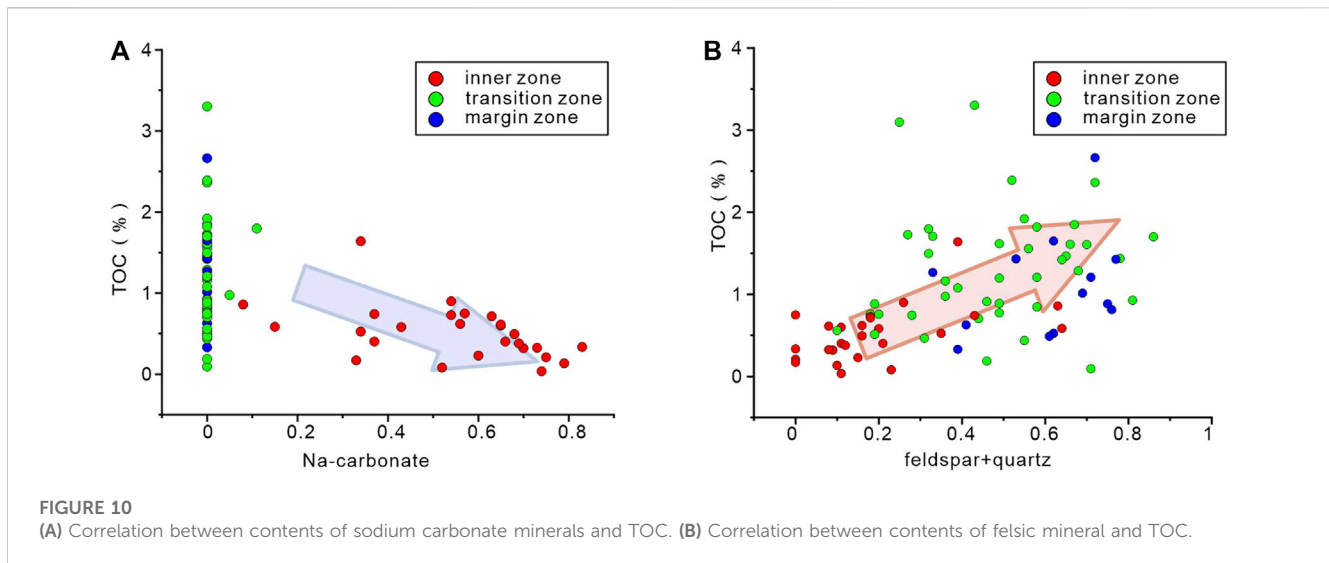 A
4
3
2
1
0
TOC ( % )
0
0.2
0.4
0.6
0.8
Na-carbonate
inner zone
transition zone
margin zone
B
4
3
2
1
0
TOC ( % )
0
0.2
0.4
0.6
0.8
1
feldspar+quartz
inner zone
transition zone
margin zone
FIGURE 10
(A) Correlation between contents of sodium carbonate minerals and TOC. (B) Correlation between contents of felsic mineral and TOC.